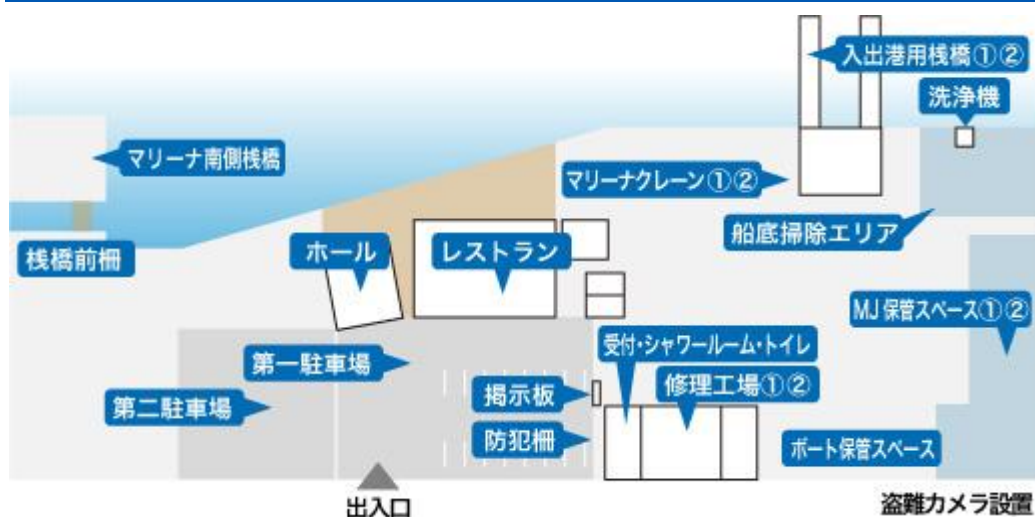 入出港用桟橋①②
洗浄機
マリーナ南側桟橋
マリーナクレーン①②
船底掃除エリア
桟橋前柵
ホール
レストラン
MJ保管スペース①②
受付・シャワールーム・トイレ
第一駐車場
掲示板
修理工場①②
第二駐車場
防犯柵
ボート保管スペース
出入口
盗難カメラ設置